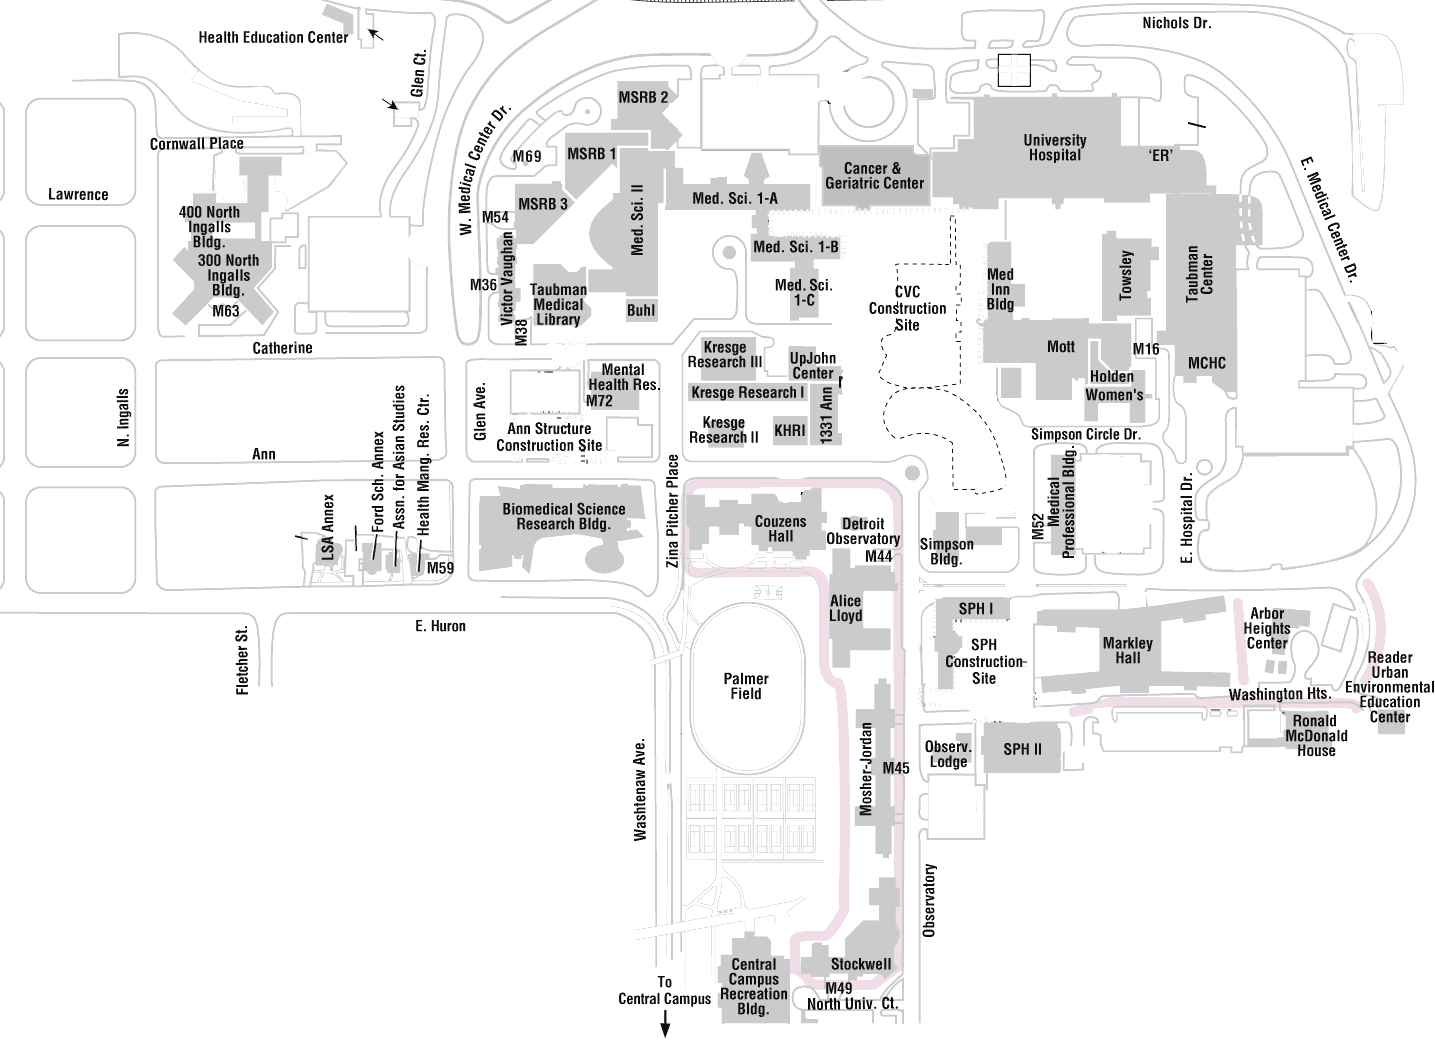 Nichols Dr.
Health Education Center
Glen Ct.
MSRB 2
W. Medical Center Dr.
Cornwall Place
M69
MSRB 1
University
Hospital
'ER'
Cancer &
Geriatric Center
E. Medical Center Dr.
Lawrence
MSRB 3
Med. Sci. II
Med. Sci. 1-A
M54
400 North
Ingalls
Bldg.
300 North
Ingalls
Bldg.
M63
Victor Vaughan
M36
M38
Taubman
Medical
Library
Buhl
Med. Sci. 1-B
Med. Sci.
1-C
CVC
Construction
Site
Med
Inn
Bldg
Towsley
Taubman
Center
E. Medical Center Dr.
Catherine
Kresge
Research III
UpJohn
Center
Mott
M16
MCHC
Holden
Women's
N. Ingalls
Glen Ave.
Mental
Health Res.
M72
Kresge Research I
Kresge
Research II
KHRI
1331 Ann
Ann Structure
Construction Site
Simpson Circle Dr.
Ann
LSA Annex
Ford Sch. Annex
Assn. for Asian Studies
Health Mang. Res. Ctr.
M59
Biomedical Science
Research Bldg.
Zina Pitcher Place
Couzens
Hall
Detroit
Observatory
M44
Simpson
Bldg.
M52
Medical
Professional Bldg.
E. Hospital Dr.
Alice
Lloyd
SPH I
SPH
Construction-
Site
Markley
Hall
Arbor
Heights
Center
E. Huron
Fletcher St.
Palmer
Field
Washington Hts.
Reader
Urban
Environmental
Education
Center
Ronald
McDonald
House
Washtenaw Ave.
Mosher-Jordan
M45
Observ.
Lodge
SPH II
Observatory
Central
Campus
Recreation
Bldg.
Stockwell
M49
North Univ. Ct.
To
Central Campus